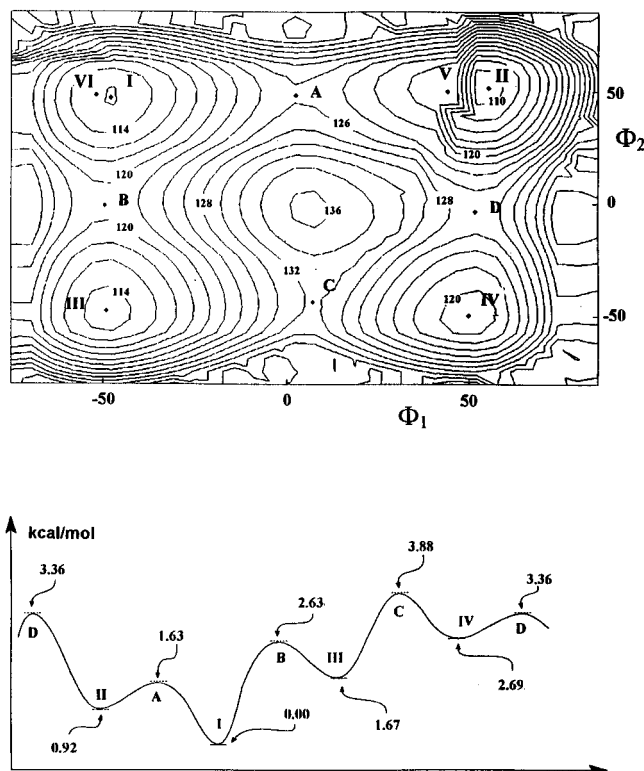 VI I A V II
110
50
114
126
120
Φ2
120
B 128 136 128 D
0
120
132
C
III 114 120 IV
-50
-50 0 50
Φ1
kcal/mol
3.88
3.36 3.36
2.63
1.63
D C IV D
B III
II A I
2.69
0.92 0.00 1.67